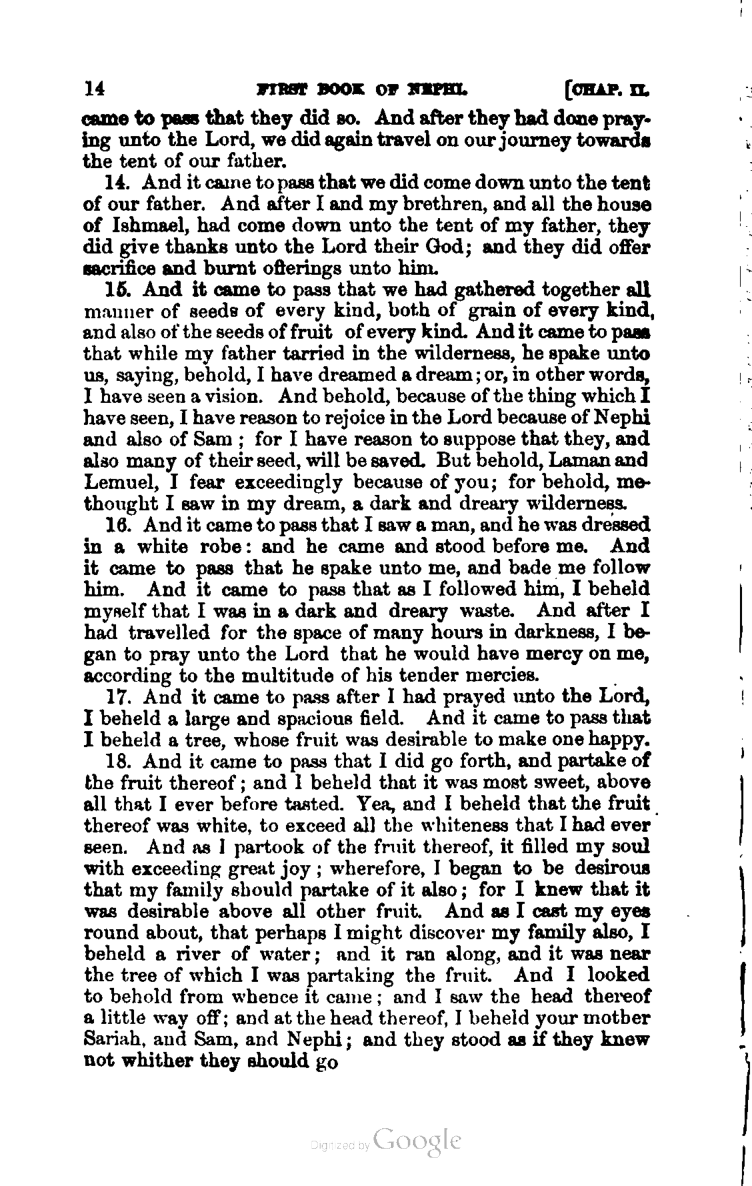 14 FIRST BOOK OF NEPHI. [CHAP. II.
came to pass that they did so. And after they had done pray-
ing unto the Lord, we did again travel on our journey towards
the tent of our father.
14. And it came to pass that we did come down unto the tent
of our father. And after I and my brethren, and all the house
of Ishmael, had come down unto the tent of my father, they
did give thanks unto the Lord their God; and they did offer
sacrifice and burnt offerings unto him.
15. And it came to pass that we had gathered together all
manner of seeds of every kind, both of grain of every kind,
and also of the seeds of fruit of every kind. And it came to pass
that while my father tarried in the wilderness, he spake unto
us, saying, behold, I have dreamed a dream; or, in other words,
I have seen a vision. And behold, because of the thing which I
have seen, I have reason to rejoice in the Lord because of Nephi
and also of Sam; for I have reason to suppose that they, and
also many of their seed, will be saved. But behold, Laman and
Lemuel, I fear exceedingly because of you; for behold, me-
thought I saw in my dream, a dark and dreary wilderness.
16. And it came to pass that I saw a man, and he was dressed
in a white robe: and he came and stood before me. And
it came to pass that he spake unto me, and bade me follow
him. And it came to pass that as I followed him, I beheld
myself that I was in a dark and dreary waste. And after I
had travelled for the space of many hours in darkness, I be-
gan to pray unto the Lord that he would have mercy on me,
according to the multitude of his tender mercies.
17. And it came to pass after I had prayed unto the Lord,
I beheld a large and spacious field. And it came to pass that
I beheld a tree, whose fruit was desirable to make one happy.
18. And it came to pass that I did go forth, and partake of
the fruit thereof; and I beheld that it was most sweet, above
all that I ever before tasted. Yea, and I beheld that the fruit
thereof was white, to exceed all the whiteness that I had ever
seen. And as I partook of the fruit thereof, it filled my soul
with exceeding great joy; wherefore, I began to be desirous
that my family should partake of it also; for I knew that it
was desirable above all other fruit. And as I cast my eyes
round about, that perhaps I might discover my family also, I
beheld a river of water; and it ran along, and it was near
the tree of which I was partaking the fruit. And I looked
to behold from whence it came; and I saw the head thereof
a little way off; and at the head thereof, I beheld your mother
Sariah, and Sam, and Nephi; and they stood as if they knew
not whither they should go
Digitized by Google